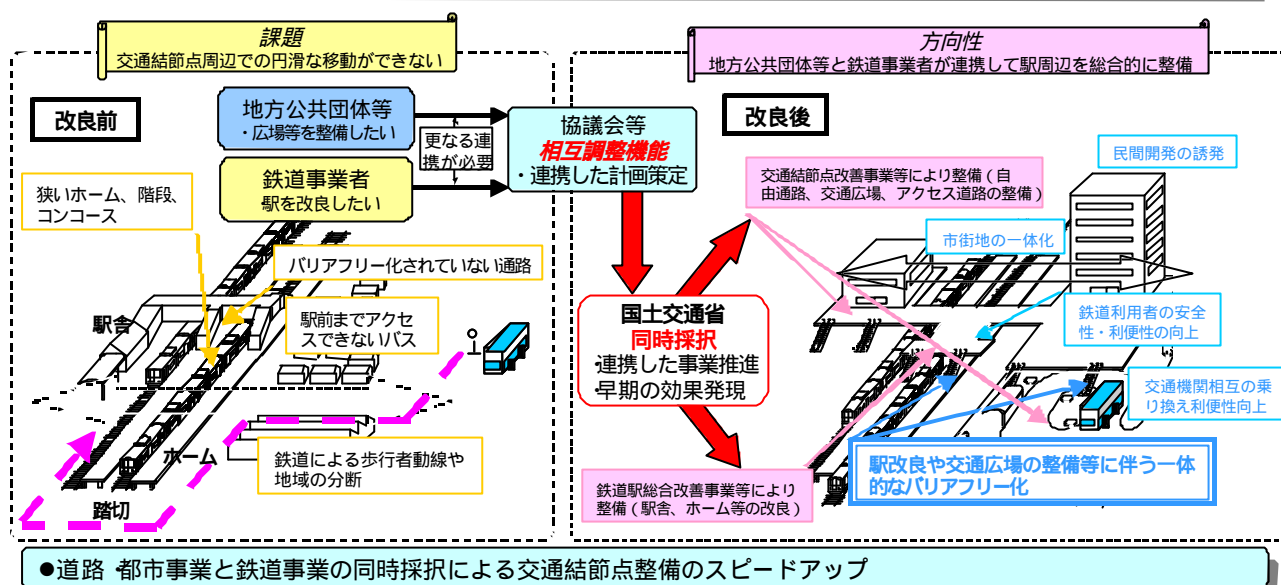 課題
交通結節点周辺での円滑な移動ができない
改良前
地方公共団体等
・広場等を整備したい
更なる連
携が必要
鉄道事業者
・駅を改良したい
協議会等
相互調整機能
・連携した計画策定
狭いホーム、階段、
コンコース
バリアフリー化されていない通路
駅舎
駅前までアクセ
スできないバス
ホーム
鉄道による歩行者動線や
地域の分断
踏切
国土交通省
同時採択
・連携した事業推進
・早期の効果発現
方向性
地方公共団体等と鉄道事業者が連携して駅周辺を総合的に整備
改良後
民間開発の誘発
交通結節点改善事業等により整備(自
由通路、交通広場、アクセス道路の整備)
市街地の一体化
鉄道利用者の安全
性・利便性の向上
交通機関相互の乗
り換え利便性向上
駅改良や交通広場の整備等に伴う一体
的なバリアフリー化
鉄道駅総合改善事業等により
整備(駅舎、ホーム等の改良)
●道路・都市事業と鉄道事業の同時採択による交通結節点整備のスピードアップ